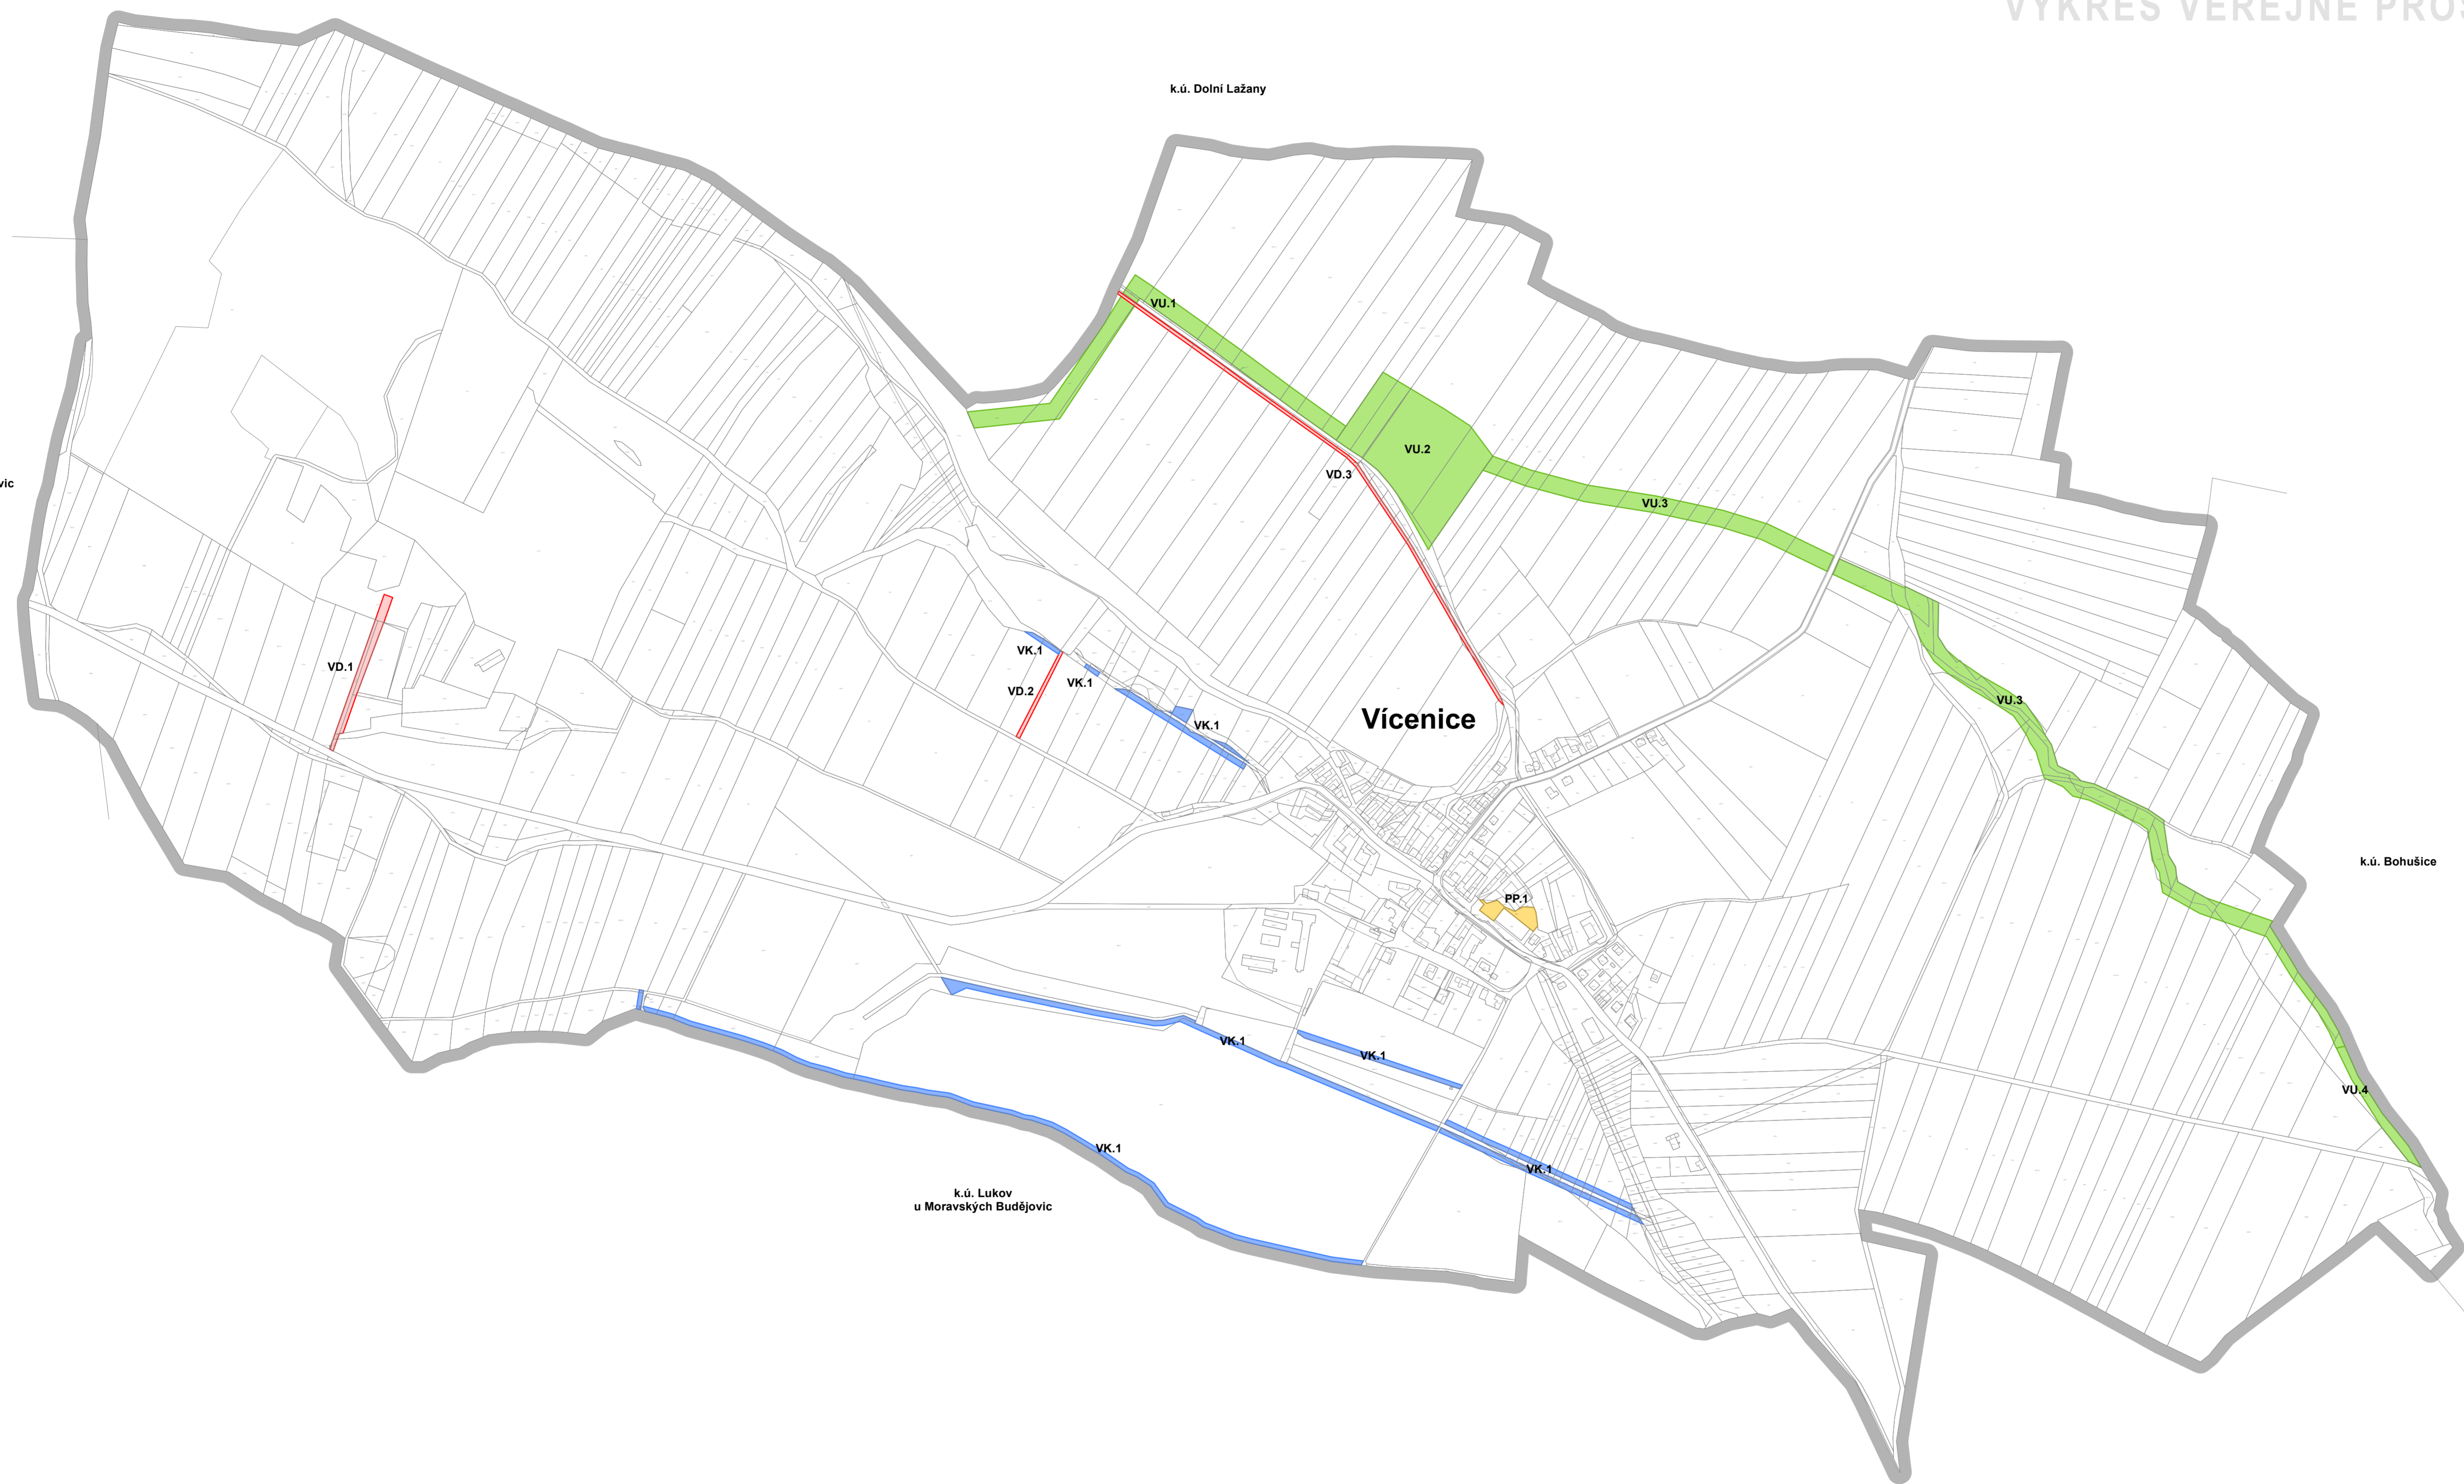 VÝKRES VEŘEJNĚ
k.ú. Dolní Lažany
VU.1
VU.2
VD.3
vic
VU.3
VK.1
VD.1
VK.1
VD.2
VU.3
Vícenice
VK.1
k.ú. Bohušice
PP.1
VK.1
VK.1
VU.4
VK.1
VK.1
k.ú. Lukov
u Moravských Budějovic